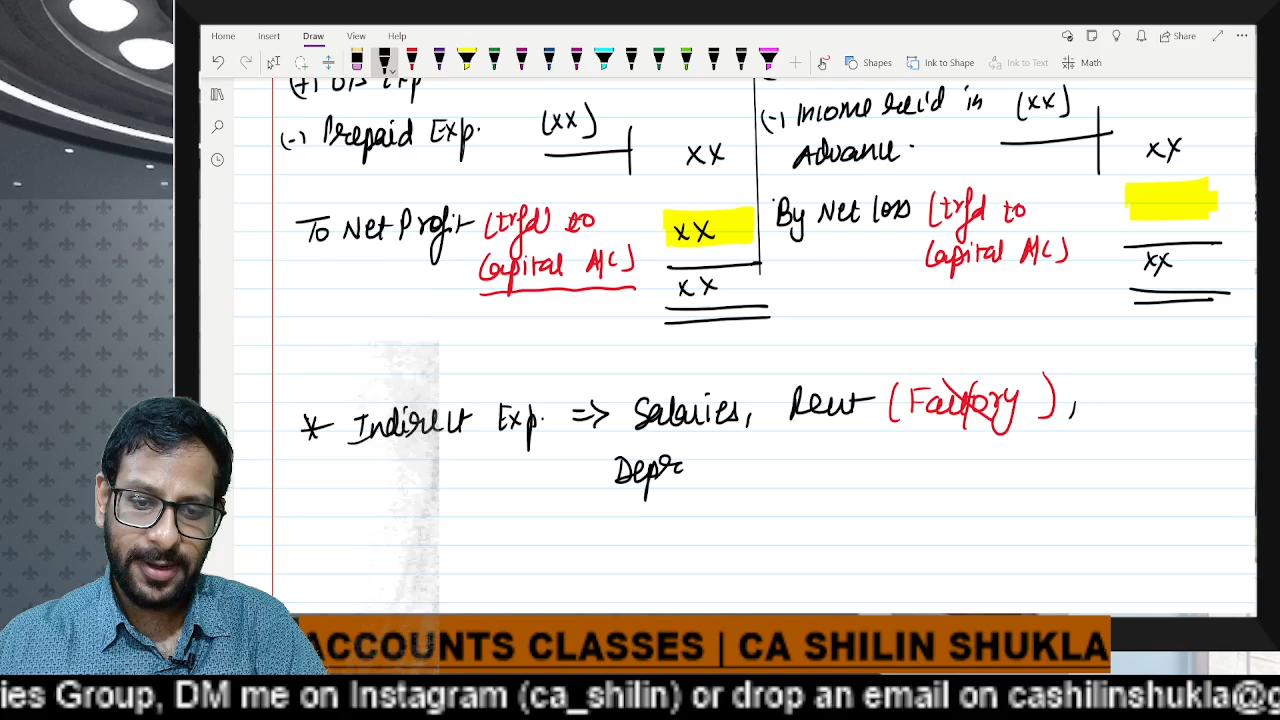 Home Insert Draw View Help Share
Shapes Ink to Shape Ink to Text Math
(+) O/s Exp
(-) Prepaid Exp. (xx)
xx
(-) Income rec'd in (xx)
Advance. xx
To Net Profit (trfd to xx
Capital A/c) xx
By Net loss (trfd to
Capital A/c) xx
* Indirect Exp. => Salaries, Rent (Factory),
Depr
ACCOUNTS CLASSES | CA SHILIN SHUKLA
ies Group, DM me on Instagram (ca_shilin) or drop an email on cashilinshukla@g